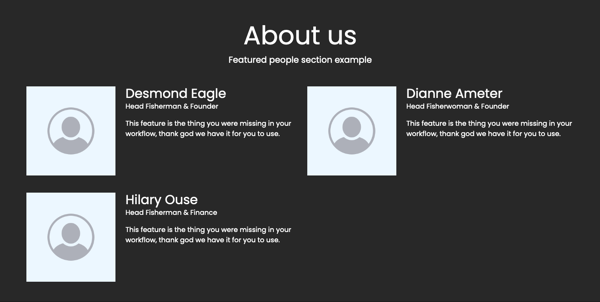 About us
Featured people section example
Desmond Eagle
Head Fisherman & Founder
This feature is the thing you were missing in your
workflow, thank god we have it for you to use.
Dianne Ameter
Head Fisherwoman & Founder
This feature is the thing you were missing in your
workflow, thank god we have it for you to use.
Hilary Ouse
Head Fisherman & Finance
This feature is the thing you were missing in your
workflow, thank god we have it for you to use.